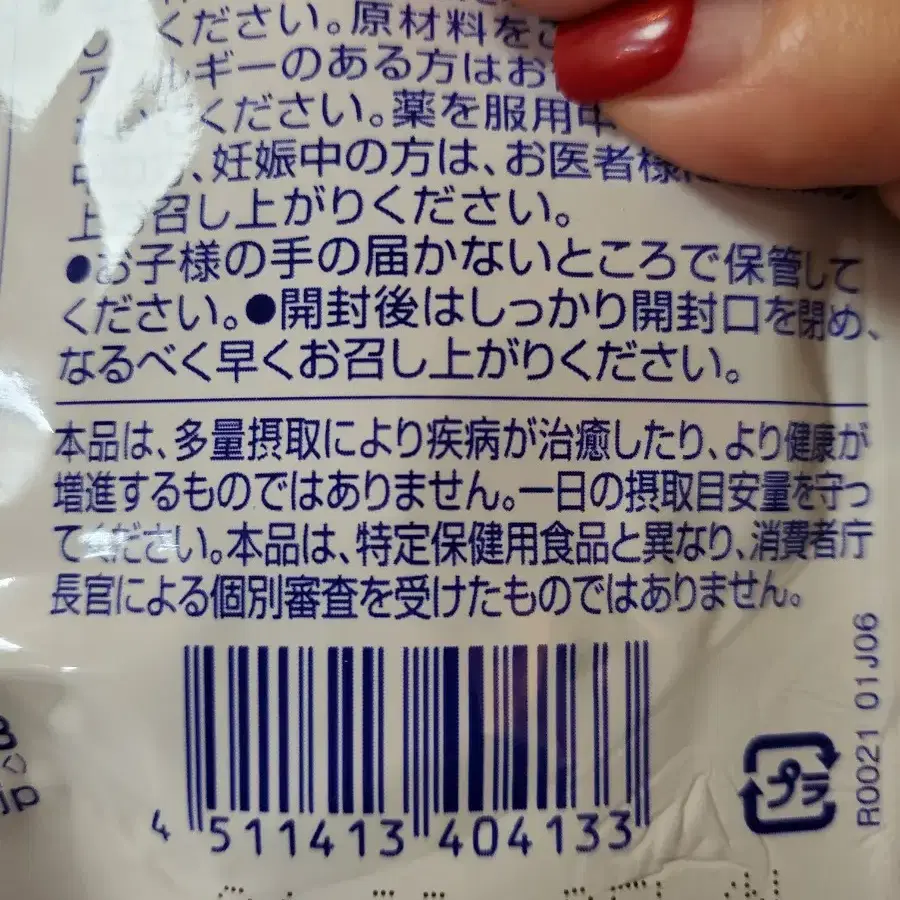 ください。原材料を
ギーのある方はお
ください。薬を服用中
、妊娠中の方は、お医者様
召し上がりください。
●お子様の手の届かないところで保管して
ください。●開封後はしっかり開封口を閉め、
なるべく早くお召し上がりください。
本品は、多量摂取により疾病が治癒したり、より健康が
増進するものではありません。一日の摂取目安量を守っ
てください。本品は、特定保健用食品と異なり、消費者庁
長官による個別審査を受けたものではありません。
4 511413 404133
プラ
R0021 01J06
jp